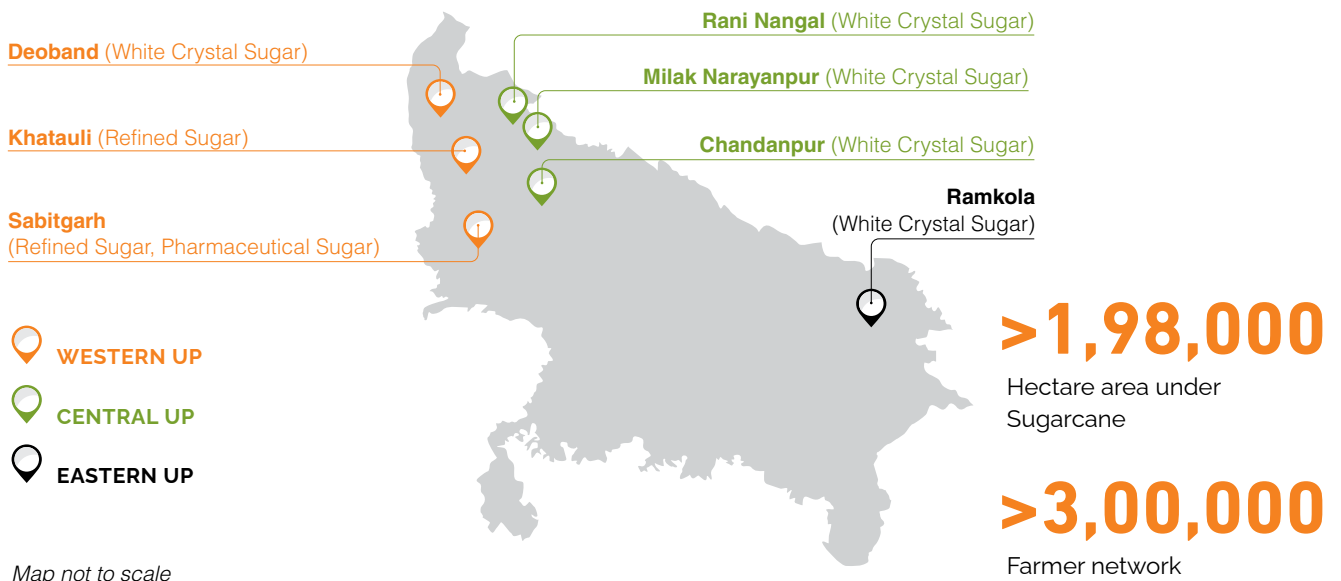 Rani Nangal (White Crystal Sugar)
Deoband (White Crystal Sugar)
Milak Narayanpur (White Crystal Sugar)
Khatauli (Refined Sugar)
Chandanpur (White Crystal Sugar)
Ramkola
(White Crystal Sugar)
Sabitgarh
(Refined Sugar, Pharmaceutical Sugar)
WESTERN UP
CENTRAL UP
EASTERN UP
>1,98,000
Hectare area under
Sugarcane
>3,00,000
Farmer network
Map not to scale